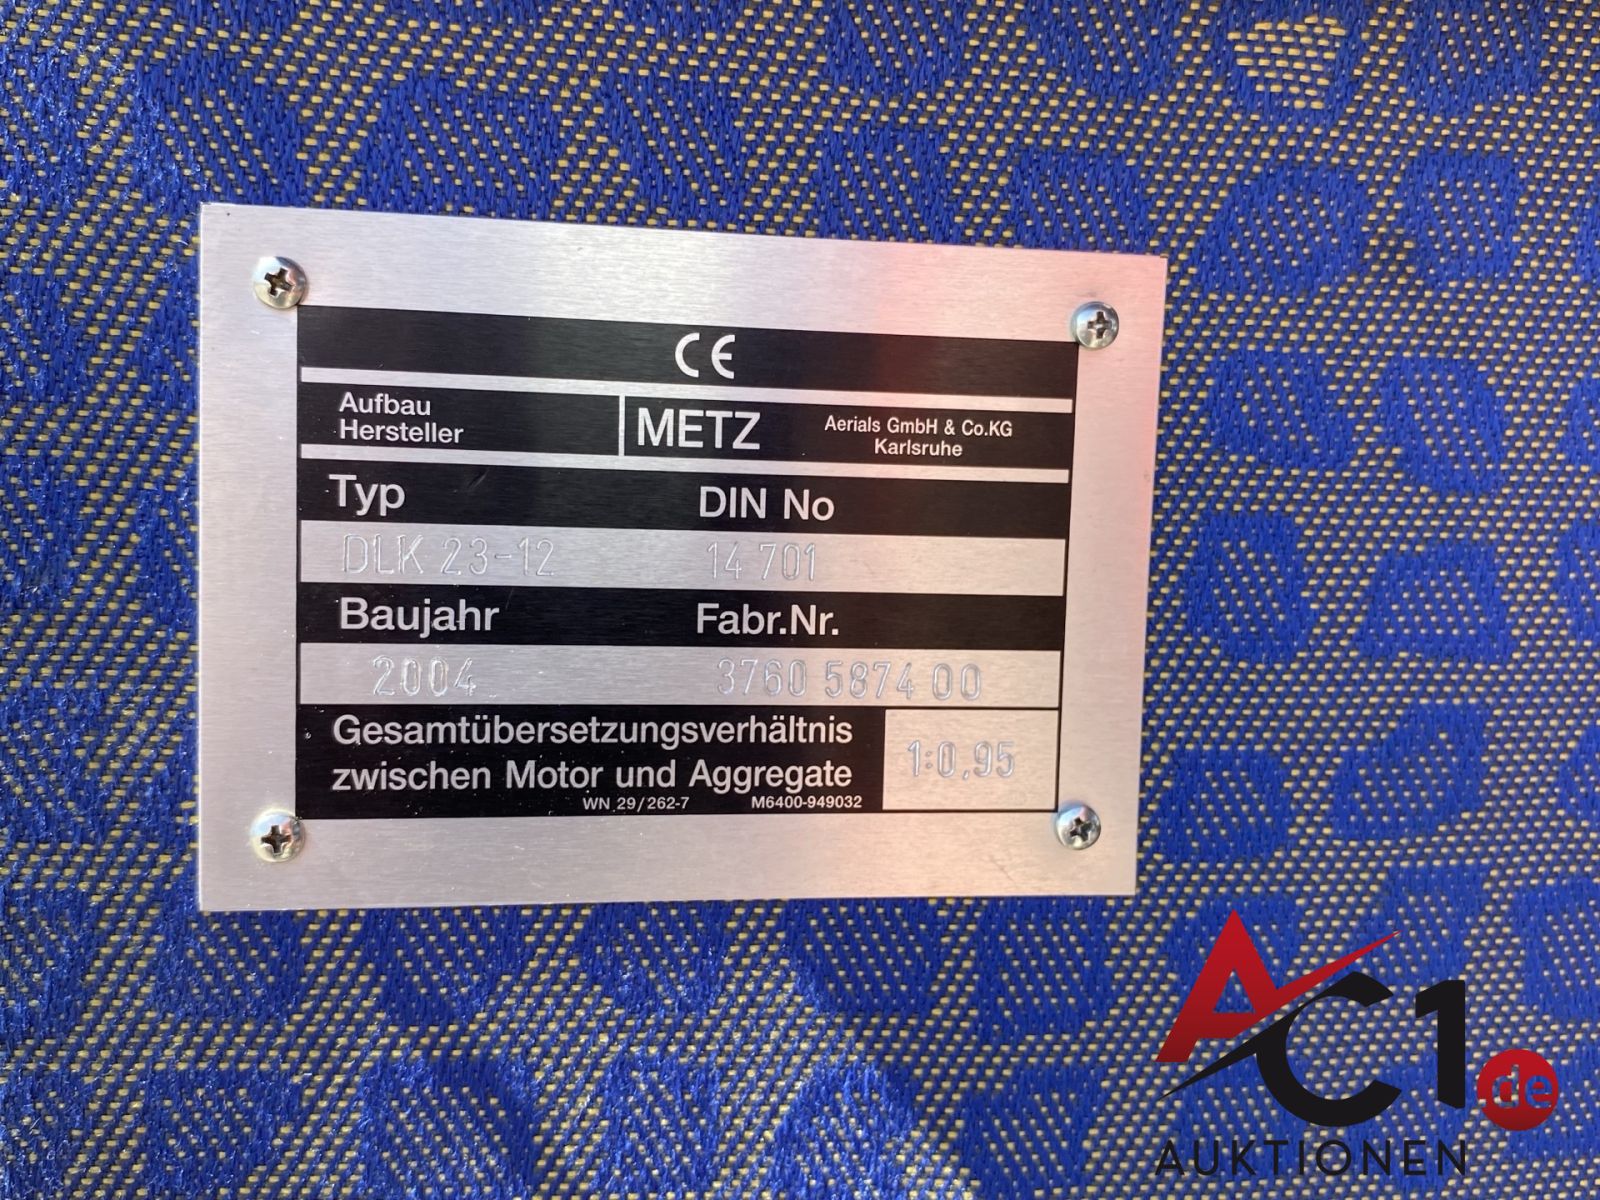 CE
Aufbau
Hersteller
METZ
Aerials GmbH & Co.KG
Karlsruhe
Typ DIN No
DLK 23-12 14 701
Baujahr Fabr.Nr.
2004 3760 5874 00
Gesamtübersetzungsverhältnis
zwischen Motor und Aggregate
1:0,95
WN 29/262-7 M6400-949032
AC1.de
AUKTIONEN